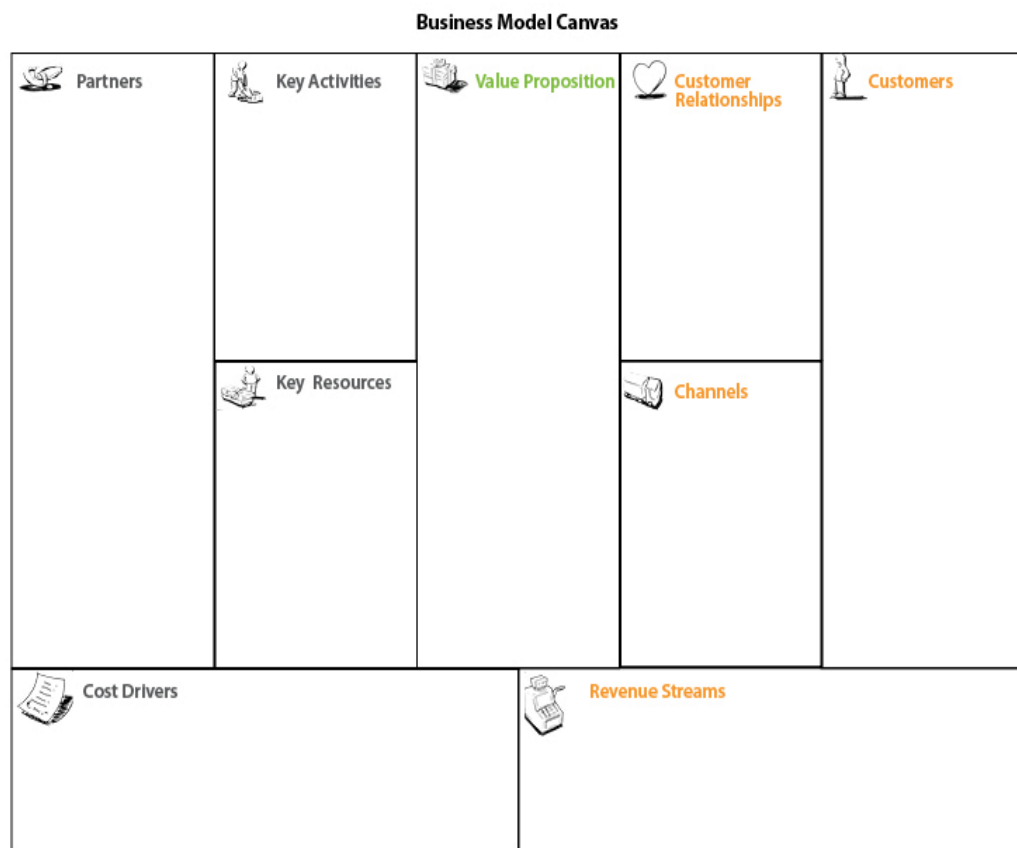 Business Model Canvas
Partners
Key Activities
Value Proposition
Customer
Relationships
Customers
Key Resources
Channels
Cost Drivers
Revenue Streams